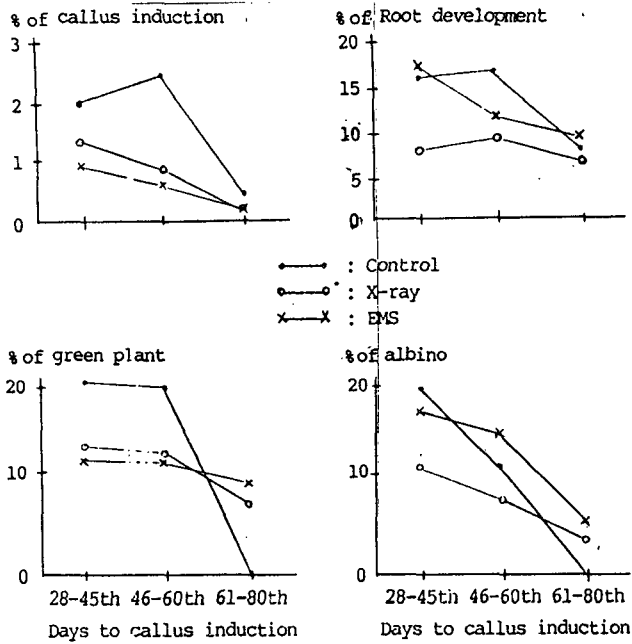 % of callus induction
3
2
1
0
% of Root development
20
15
10
5
0
: Control
: X-ray
: EMS
% of green plant
20
10
0
28-45th 46-60th 61-80th
Days to callus induction
% of albino
20
10
0
28-45th 46-60th 61-80th
Days to callus induction